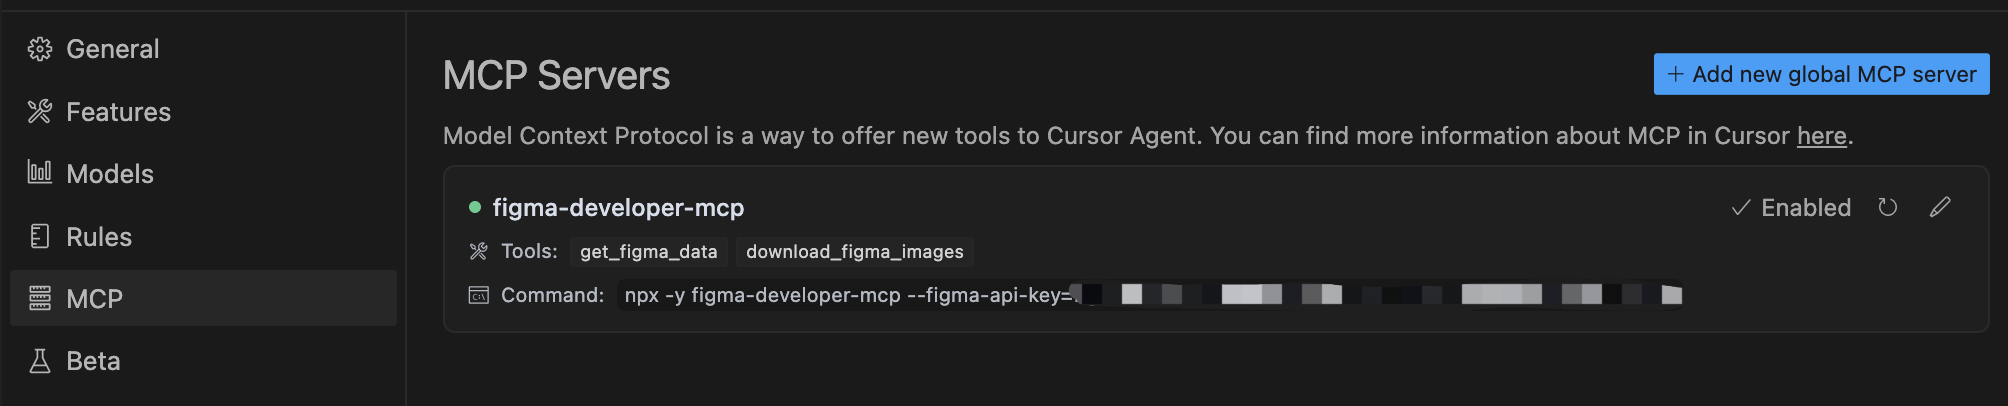 General
Features
Models
Rules
MCP
Beta
MCP Servers
+ Add new global MCP server
Model Context Protocol is a way to offer new tools to Cursor Agent. You can find more information about MCP in Cursor here.
figma-developer-mcp
Enabled
Tools: get_figma_data download_figma_images
Command: npx -y figma-developer-mcp --figma-api-key=